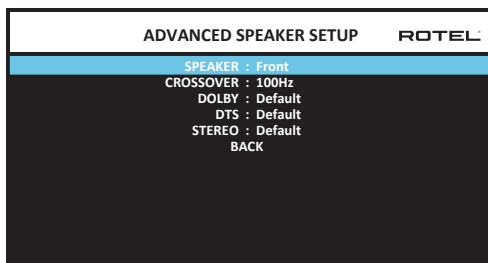 ADVANCED SPEAKER SETUP ROTEL
SPEAKER : Front
CROSSOVER : 100Hz
DOLBY : Default
DTS : Default
STEREO : Default
BACK